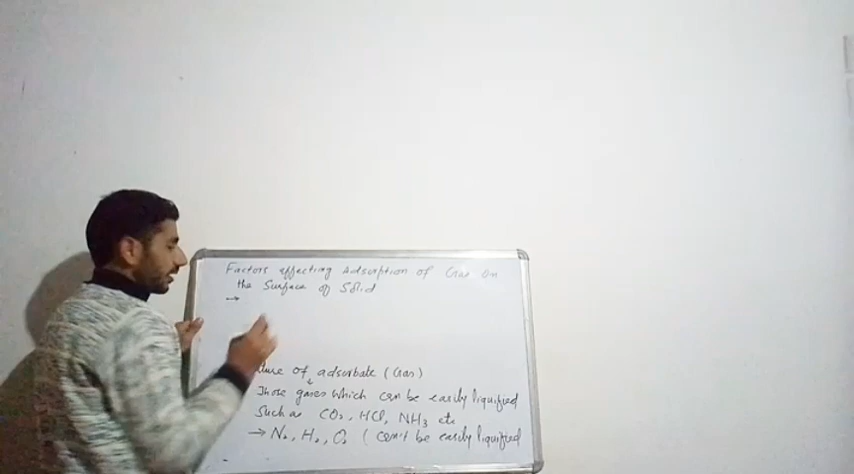 Factors affecting Adsorption of Gas on
the Surface of Solid
→
of adsorbate (Gas)
↓
Those gases which can be easily liquified
Such as CO₂, HCl, NH₃ etc
→ N₂, H₂, O₂ ( can't be easily liquified